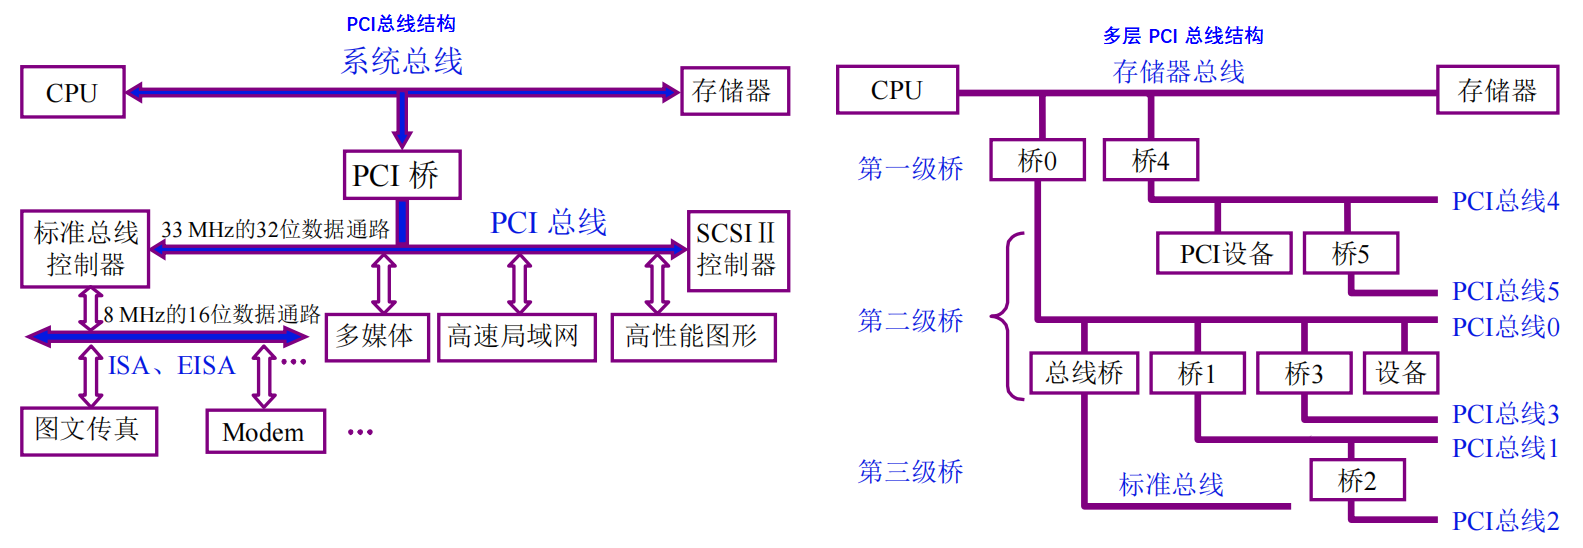 PCI总线结构
系统总线
CPU
存储器
PCI 桥
标准总线
控制器
33 MHz的32位数据通路
PCI 总线
SCSI II
控制器
8 MHz的16位数据通路
多媒体
高速局域网
高性能图形
ISA、EISA
...
图文传真
Modem
...
多层 PCI 总线结构
存储器总线
CPU
存储器
第一级桥
桥0
桥4
PCI总线4
PCI设备
桥5
PCI总线5
第二级桥
PCI总线0
总线桥
桥1
桥3
设备
PCI总线3
PCI总线1
第三级桥
标准总线
桥2
PCI总线2